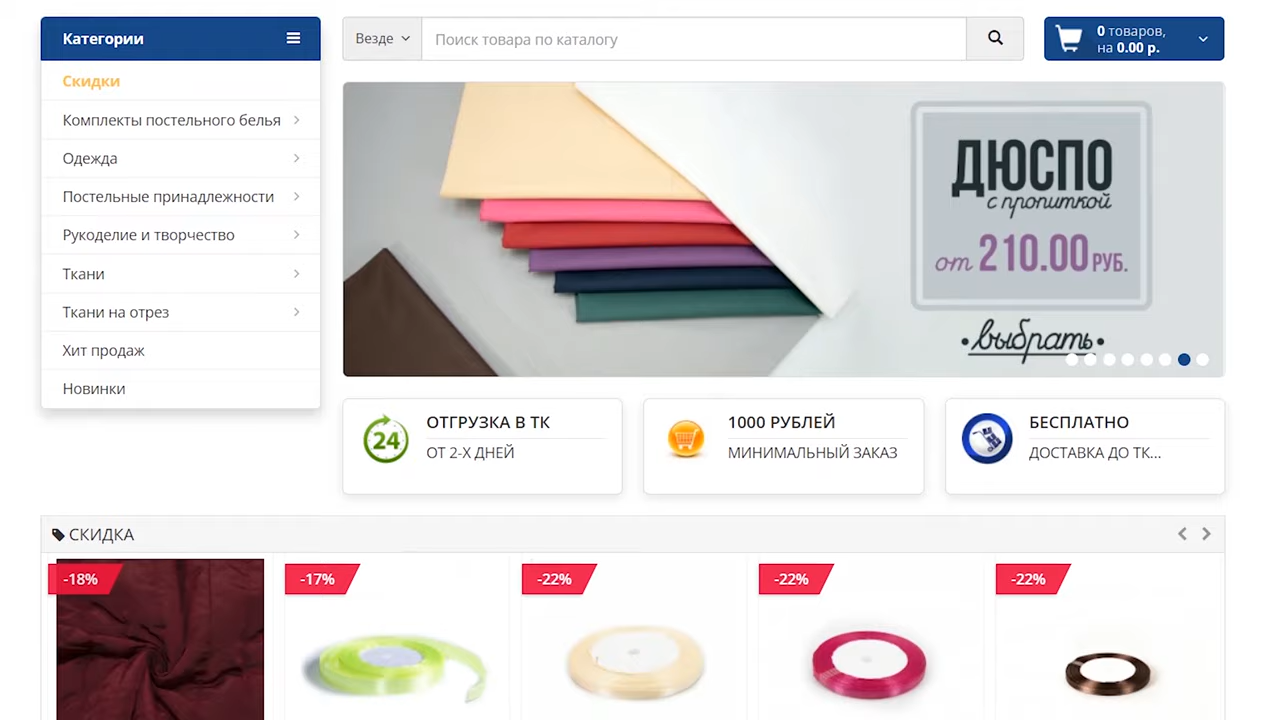 Категории
Везде
Поиск товара по каталогу
0 товаров,
на 0.00 р.
Скидки
Комплекты постельного белья
Одежда
Постельные принадлежности
Рукоделие и творчество
Ткани
Ткани на отрез
Хит продаж
Новинки
ДЮСПО
с пропиткой
от 210.00 РУБ.
•выбрать•
ОТГРУЗКА В ТК
ОТ 2-Х ДНЕЙ
24
1000 РУБЛЕЙ
МИНИМАЛЬНЫЙ ЗАКАЗ
БЕСПЛАТНО
ДОСТАВКА ДО ТК...
СКИДКА
-18%
-17%
-22%
-22%
-22%